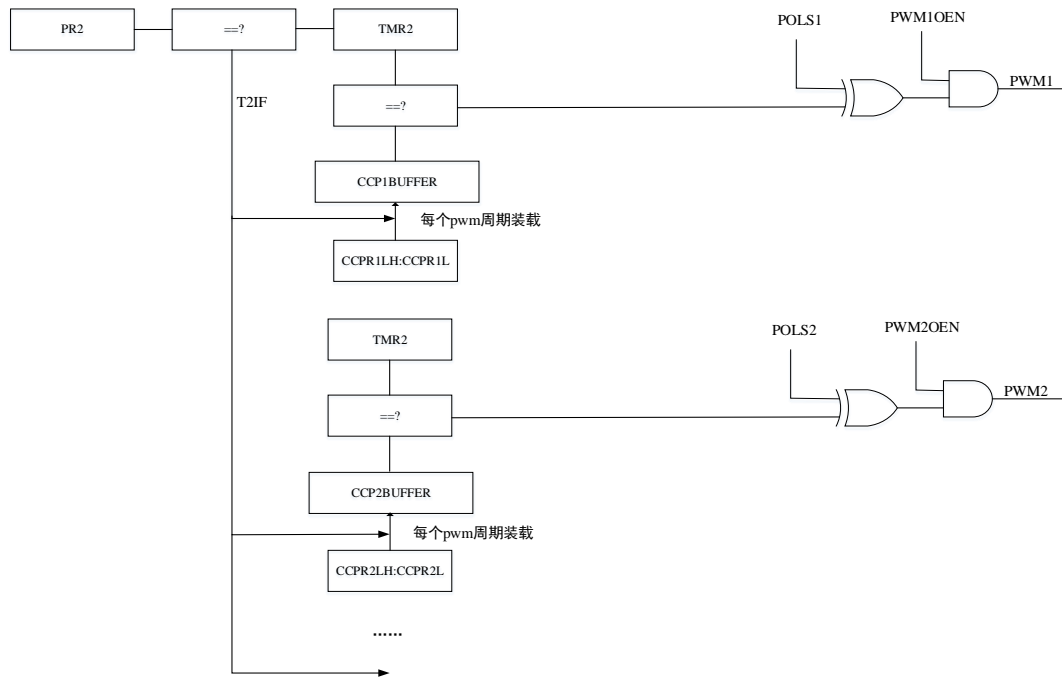 PR2
==?
TMR2
POLS1
PWM1OEN
T2IF
==?
PWM1
CCP1BUFFER
每个pwm周期装载
CCPR1LH:CCPR1L
TMR2
POLS2
PWM2OEN
==?
PWM2
CCP2BUFFER
每个pwm周期装载
CCPR2LH:CCPR2L
......